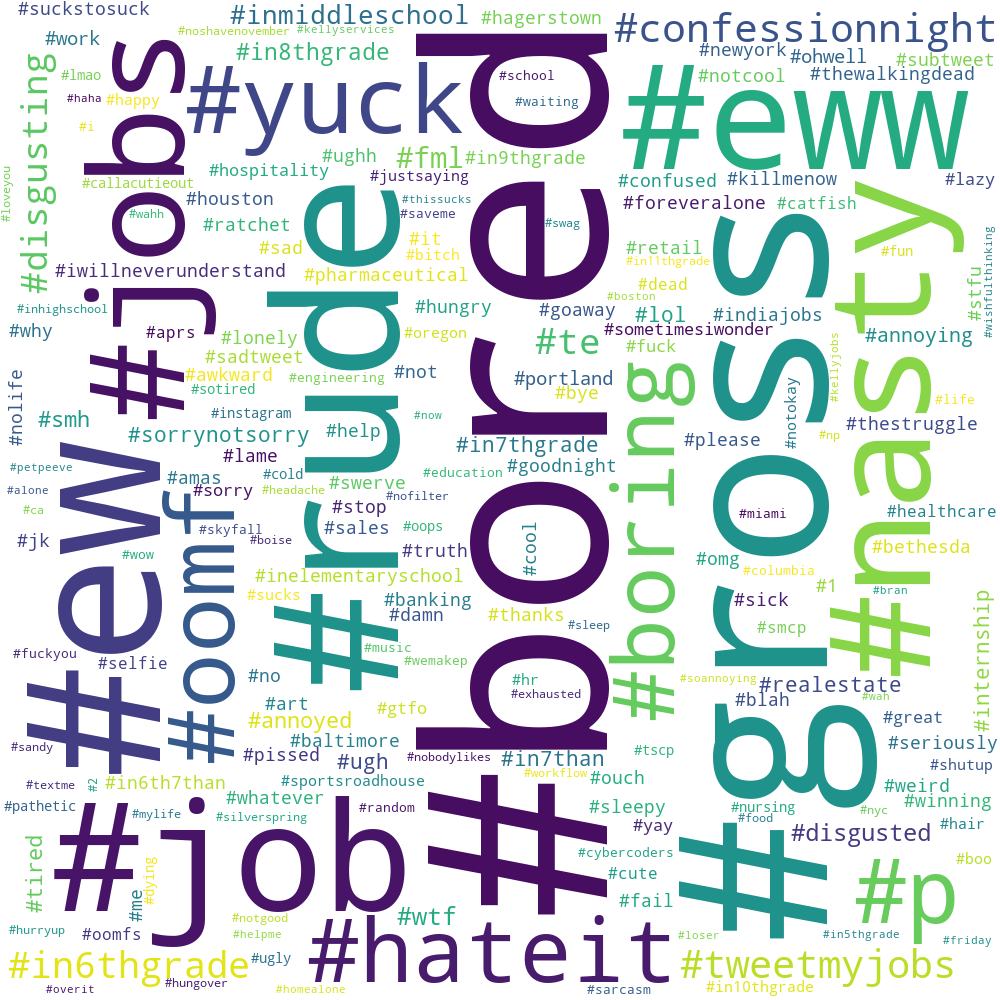 #suckstosuck
#noshavenovember
#kellyservices
#inmiddleschool
#hagerstown
#confessionnight
#work
#in8thgrade
#newyork
#ohwell
#subtweet
#lmao
#jobs
#yuck
#school
#notcool
#thewalkingdead
#haha
#happy
#waiting
#eww
#i
#disgusting
#ughh
#fml
#in9thgrade
#hospitality
#justsaying
#confused
#killmenow
#lazy
#callacutieout
#loveyou
#houston
#thissucks
#foreveralone
#catfish
#wahh
#ratchet
#saveme
#swag
#sad
#it
#bitch
#retail
#fun
#in11thgrade
#iwillneverunderstand
#pharmaceutical
#dead
#stfu
#wishfulthinking
#inhighschool
#hungry
#goaway
#boston
#lol
#indiajobs
#why
#aprs
#lonely
#oregon
#te
#sometimesiwonder
#annoying
#sadtweet
#fuck
#awkward
#engineering
#not
#portland
#kellyjobs
#nolife
#sotired
#bye
#life
#smh
#instagram
#now
#notokay
#thestruggle
#sorrynotsorry
#help
#in7thgrade
#please
#np
#lame
#petpeeve
#amas
#cold
#education
#goodnight
#alone
#sorry
#headache
#swerve
#nofilter
#ca
#stop
#miami
#healthcare
#skyfall
#sales
#oops
#cool
#jk
#boise
#truth
#bethesda
#wow
#omg
#columbia
#ew
#oomf
#rude
#bored
#boring
#gross
#nasty
#inelementaryschool
#sucks
#banking
#sick
#1
#bran
#damn
#thanks
#sleep
#smcp
#internship
#fuckyou
#selfie
#music
#wemakep
#no
#hr
#soannoying
#realestate
#exhausted
#wah
#art
#gtfo
#blah
#annoyed
#great
#sandy
#baltimore
#pissed
#ugh
#nobodylikes
#in7than
#tscp
#seriously
#textme
#2
#in6th7than
#sportsroadhouse
#workflow
#ouch
#weird
#shutup
#pathetic
#mylife
#whatever
#random
#sleepy
#nursing
#nyc
#winning
#silverspring
#yay
#food
#hair
#job
#disgusted
#cybercoders
#boo
#tired
#dying
#cute
#p
#me
#fail
#notgood
#wtf
#hurryup
#oomfs
#helpme
#hateit
#loser
#in5thgrade
#friday
#in6thgrade
#ugly
#tweetmyjobs
#overit
#hungover
#homealone
#sarcasm
#in10thgrade